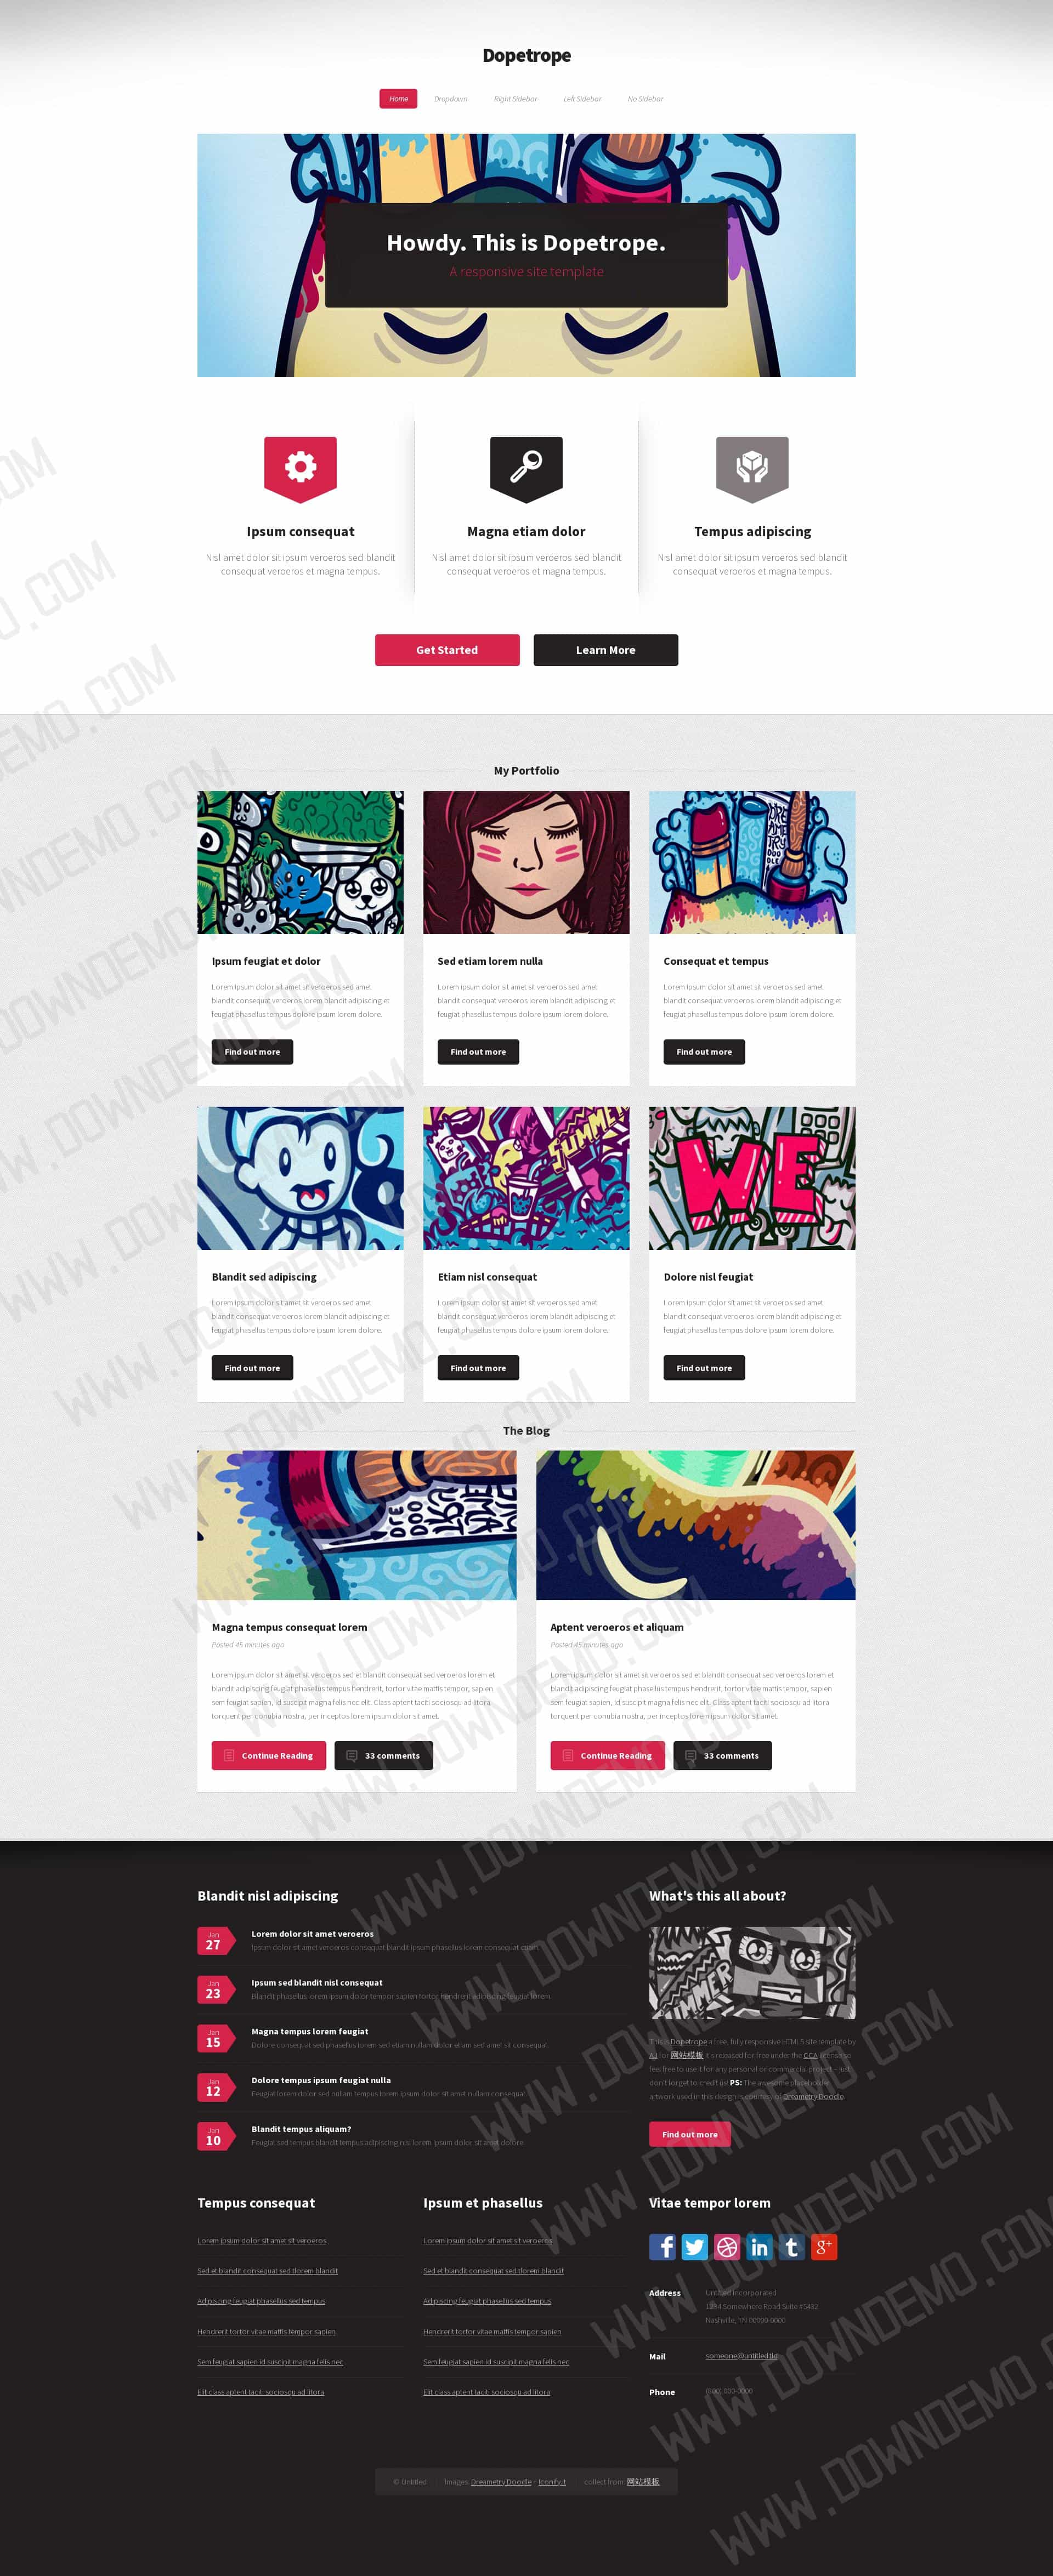 Dopetrope
Home Dropdown Right Sidebar Left Sidebar No Sidebar
Howdy. This is Dopetrope.
A responsive site template
Ipsum consequat
Nisl amet dolor sit ipsum veroeros sed blandit
consequat veroeros et magna tempus.
Magna etiam dolor
Nisl amet dolor sit ipsum veroeros sed blandit
consequat veroeros et magna tempus.
Tempus adipiscing
Nisl amet dolor sit ipsum veroeros sed blandit
consequat veroeros et magna tempus.
Get Started
Learn More
My Portfolio
Ipsum feugiat et dolor
Lorem ipsum dolor sit amet sit veroeros sed amet
blandit consequat veroeros lorem blandit adipiscing et
feugiat phasellus tempus dolore ipsum lorem dolore.
Find out more
Sed etiam lorem nulla
Lorem ipsum dolor sit amet sit veroeros sed amet
blandit consequat veroeros lorem blandit adipiscing et
feugiat phasellus tempus dolore ipsum lorem dolore.
Find out more
Consequat et tempus
Lorem ipsum dolor sit amet sit veroeros sed amet
blandit consequat veroeros lorem blandit adipiscing et
feugiat phasellus tempus dolore ipsum lorem dolore.
Find out more
SUMMER
WE
Blandit sed adipiscing
Lorem ipsum dolor sit amet sit veroeros sed amet
blandit consequat veroeros lorem blandit adipiscing et
feugiat phasellus tempus dolore ipsum lorem dolore.
Find out more
Etiam nisl consequat
Lorem ipsum dolor sit amet sit veroeros sed amet
blandit consequat veroeros lorem blandit adipiscing et
feugiat phasellus tempus dolore ipsum lorem dolore.
Find out more
Dolore nisl feugiat
Lorem ipsum dolor sit amet sit veroeros sed amet
blandit consequat veroeros lorem blandit adipiscing et
feugiat phasellus tempus dolore ipsum lorem dolore.
Find out more
The Blog
Magna tempus consequat lorem
Posted 45 minutes ago
Lorem ipsum dolor sit amet sit veroeros sed et blandit consequat sed veroeros lorem et
blandit adipiscing feugiat phasellus tempus hendrerit, tortor vitae mattis tempor, sapien
sem feugiat sapien, id suscipit magna felis nec elit. Class aptent taciti sociosqu ad litora
torquent per conubia nostra, per inceptos lorem ipsum dolor sit amet.
Continue Reading
33 comments
Aptent veroeros et aliquam
Posted 45 minutes ago
Lorem ipsum dolor sit amet sit veroeros sed et blandit consequat sed veroeros lorem et
blandit adipiscing feugiat phasellus tempus hendrerit, tortor vitae mattis tempor, sapien
sem feugiat sapien, id suscipit magna felis nec elit. Class aptent taciti sociosqu ad litora
torquent per conubia nostra, per inceptos lorem ipsum dolor sit amet.
Continue Reading
33 comments
Blandit nisl adipiscing
Jan
27
Lorem dolor sit amet veroeros
Ipsum dolor sit amet veroeros consequat blandit ipsum phasellus lorem consequat etiam.
Jan
23
Ipsum sed blandit nisl consequat
Blandit phasellus lorem ipsum dolor tempor sapien tortor hendrerit adipiscing feugiat lorem.
Jan
15
Magna tempus lorem feugiat
Dolore consequat sed phasellus lorem sed etiam nullam dolor etiam sed amet sit consequat.
Jan
12
Dolore tempus ipsum feugiat nulla
Feugiat lorem dolor sed nullam tempus lorem ipsum dolor sit amet nullam consequat.
Jan
10
Blandit tempus aliquam?
Feugiat sed tempus blandit tempus adipiscing nisl lorem ipsum dolor sit amet dolore.
What's this all about?
This is Dopetrope a free, fully responsive HTML5 site template by
AJ for 网站模板 It's released for free under the CCA license so
feel free to use it for any personal or commercial project – just
don't forget to credit us! PS: The awesome placeholder
artwork used in this design is courtesy of Dreametry Doodle.
Find out more
Tempus consequat
Lorem ipsum dolor sit amet sit veroeros
Sed et blandit consequat sed tlorem blandit
Adipiscing feugiat phasellus sed tempus
Hendrerit tortor vitae mattis tempor sapien
Sem feugiat sapien id suscipit magna felis nec
Elit class aptent taciti sociosqu ad litora
Ipsum et phasellus
Lorem ipsum dolor sit amet sit veroeros
Sed et blandit consequat sed tlorem blandit
Adipiscing feugiat phasellus sed tempus
Hendrerit tortor vitae mattis tempor sapien
Sem feugiat sapien id suscipit magna felis nec
Elit class aptent taciti sociosqu ad litora
Vitae tempor lorem
Address
Untitled Incorporated
1234 Somewhere Road Suite #5432
Nashville, TN 00000-0000
Mail
someone@untitled.tld
Phone
(800) 000-0000
© Untitled Images: Dreametry Doodle + Iconify.it collect from: 网站模板
WWW.DOWNDEMO.COM